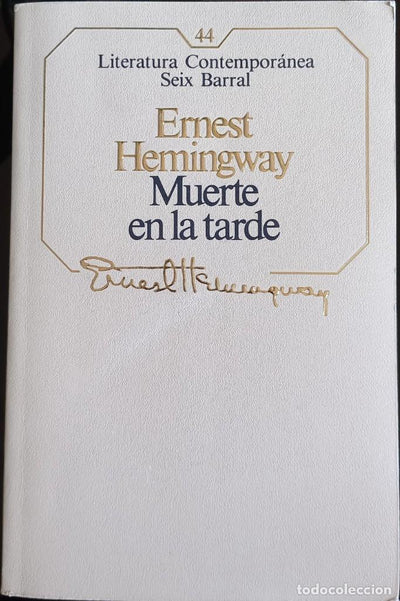 44
Literatura Contemporánea
Seix Barral
Ernest
Hemingway
Muerte
en la tarde
Ernest Hemingway
todocoleccion